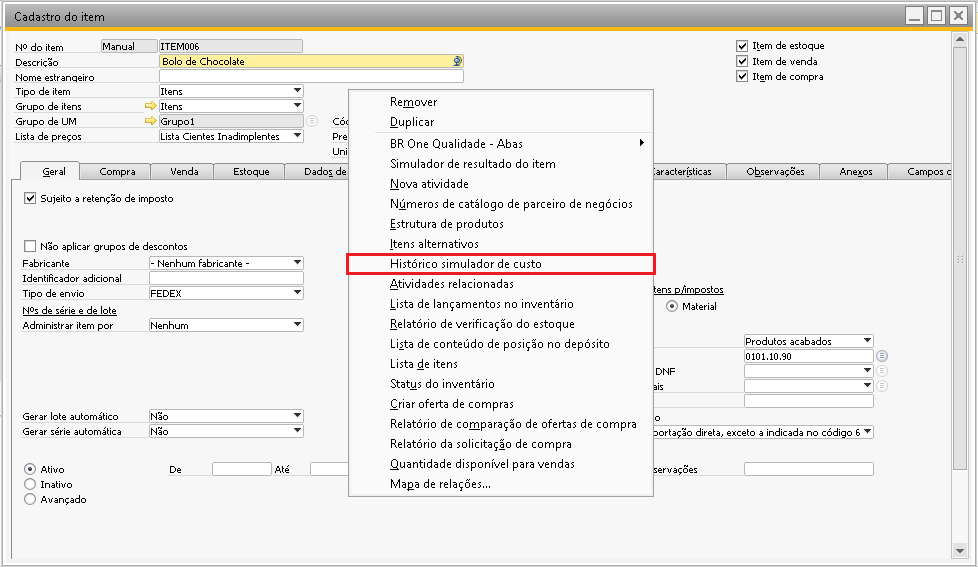 Cadastro do item
Nº do item Manual ITEM006
Descrição Bolo de Chocolate
Nome estrangeiro
Tipo de item Itens
Grupo de itens Itens
Grupo de UM Grupo1
Lista de preços Lista Cientes Inadimplentes
Item de estoque
Item de venda
Item de compra
Geral Compra Venda Estoque Dados de Características Observações Anexos Campos
Sujeito a retenção de imposto
Não aplicar grupos de descontos
Fabricante - Nenhum fabricante -
Identificador adicional
Tipo de envio FEDEX
Nºs de série e de lote
Administrar item por Nenhum
Gerar lote automático Não
Gerar série automática Não
Ativo De Até
Inativo
Avançado
Remover
Duplicar
BR One Qualidade - Abas
Simulador de resultado do item
Nova atividade
Números de catálogo de parceiro de negócios
Estrutura de produtos
Itens alternativos
Histórico simulador de custo
Atividades relacionadas
Lista de lançamentos no inventário
Relatório de verificação do estoque
Lista de conteúdo de posição no depósito
Lista de itens
Status do inventário
Criar oferta de compras
Relatório de comparação de ofertas de compra
Relatório da solicitação de compra
Quantidade disponível para vendas
Mapa de relações...
tens p/impostos
Material
Produtos acabados
0101.10.90
DNF
ais
portação direta, exceto a indicada no código 6
servações